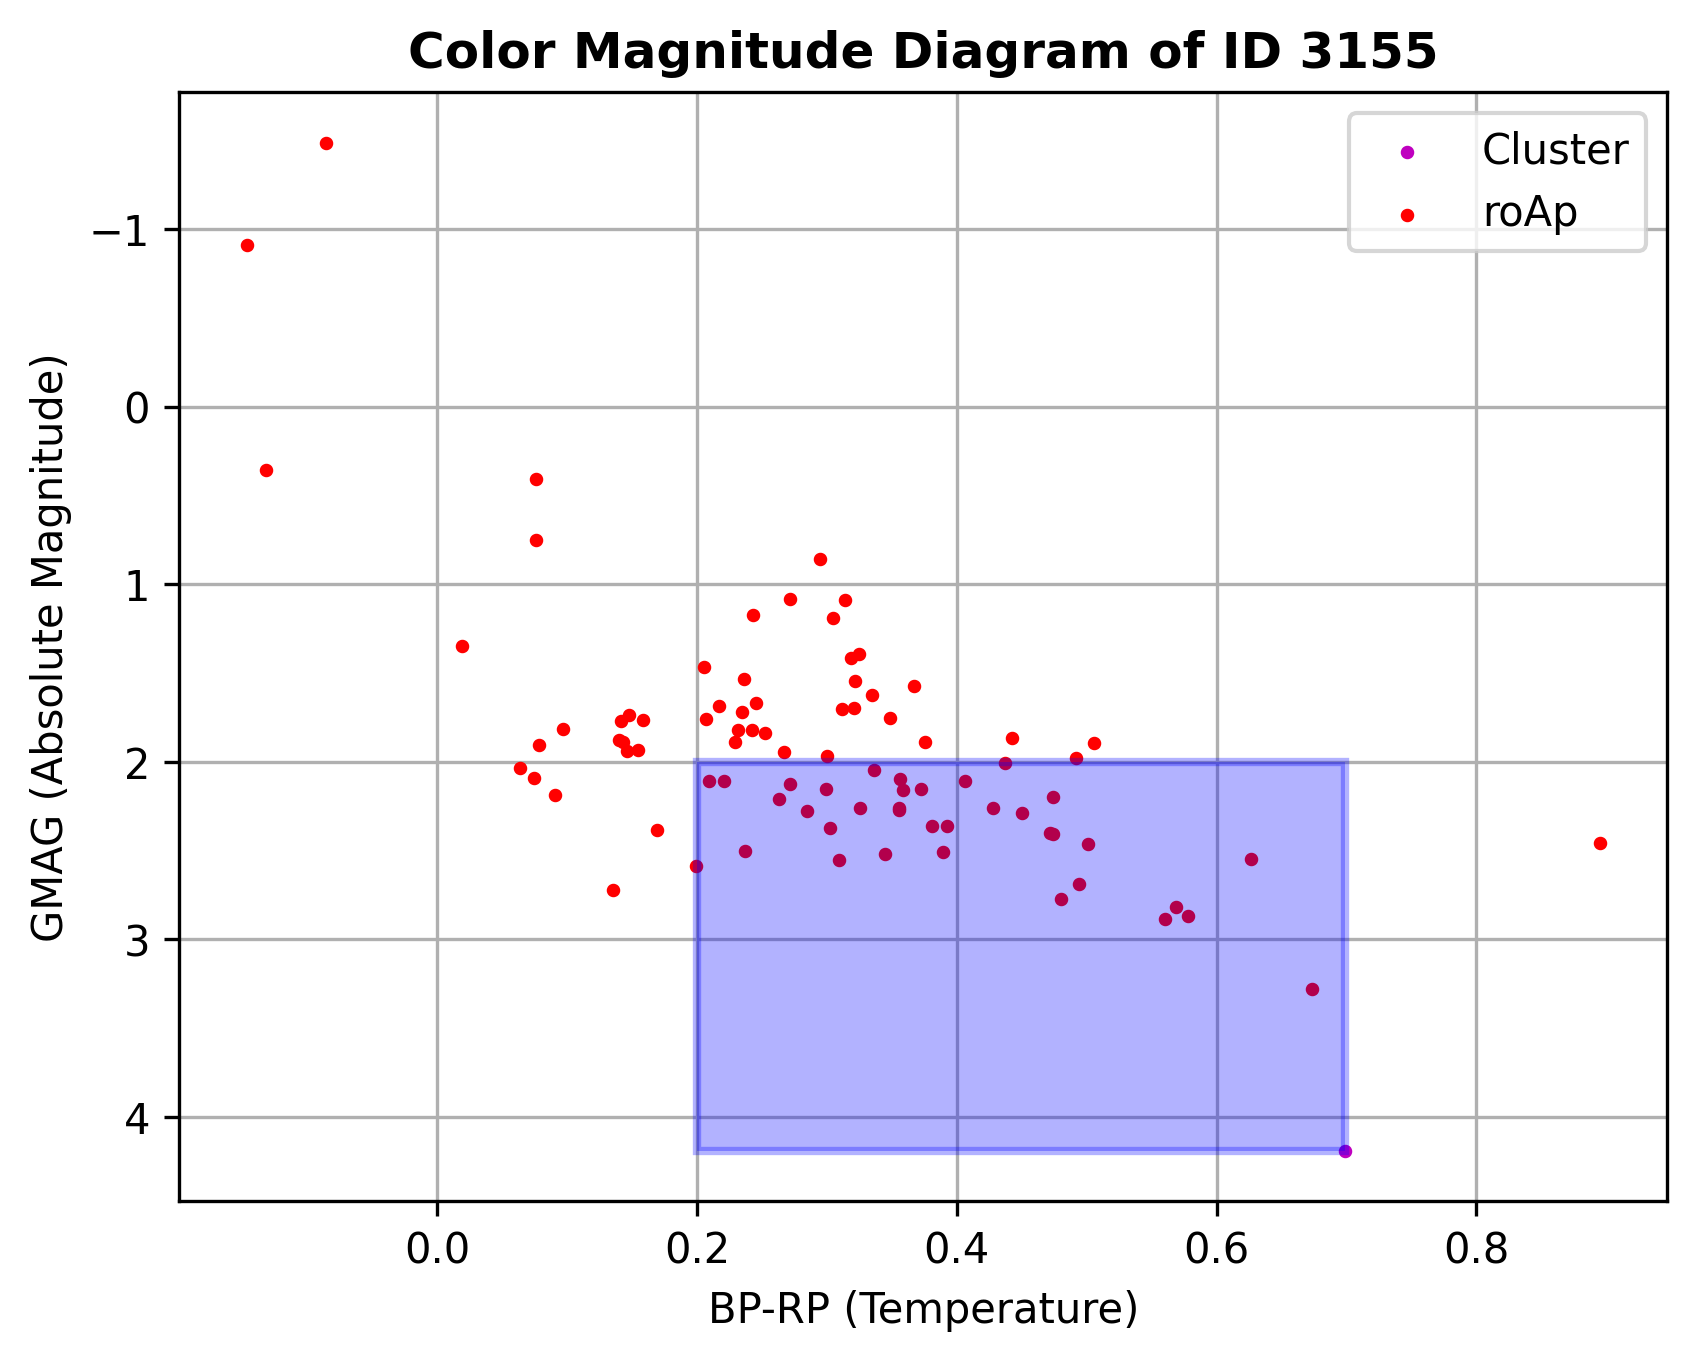 Color Magnitude Diagram of ID 3155
Cluster
roAp
GMAG (Absolute Magnitude)
−1
0
1
2
3
4
0.0 0.2 0.4 0.6 0.8
BP-RP (Temperature)